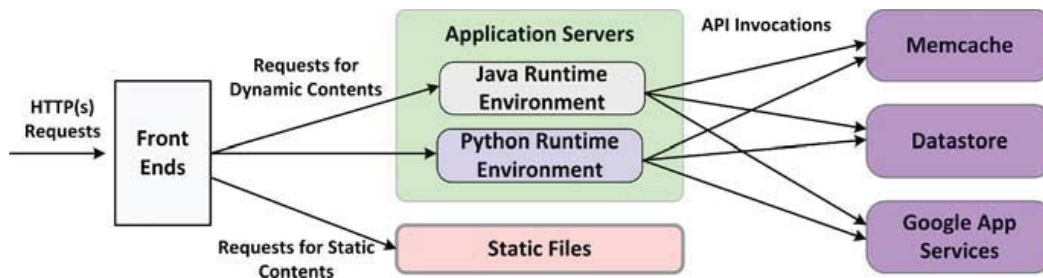 HTTP(s)
Requests
Front
Ends
Requests for
Dynamic Contents
Requests for Static
Contents
Application Servers
Java Runtime
Environment
Python Runtime
Environment
Static Files
API Invocations
Memcache
Datastore
Google App
Services